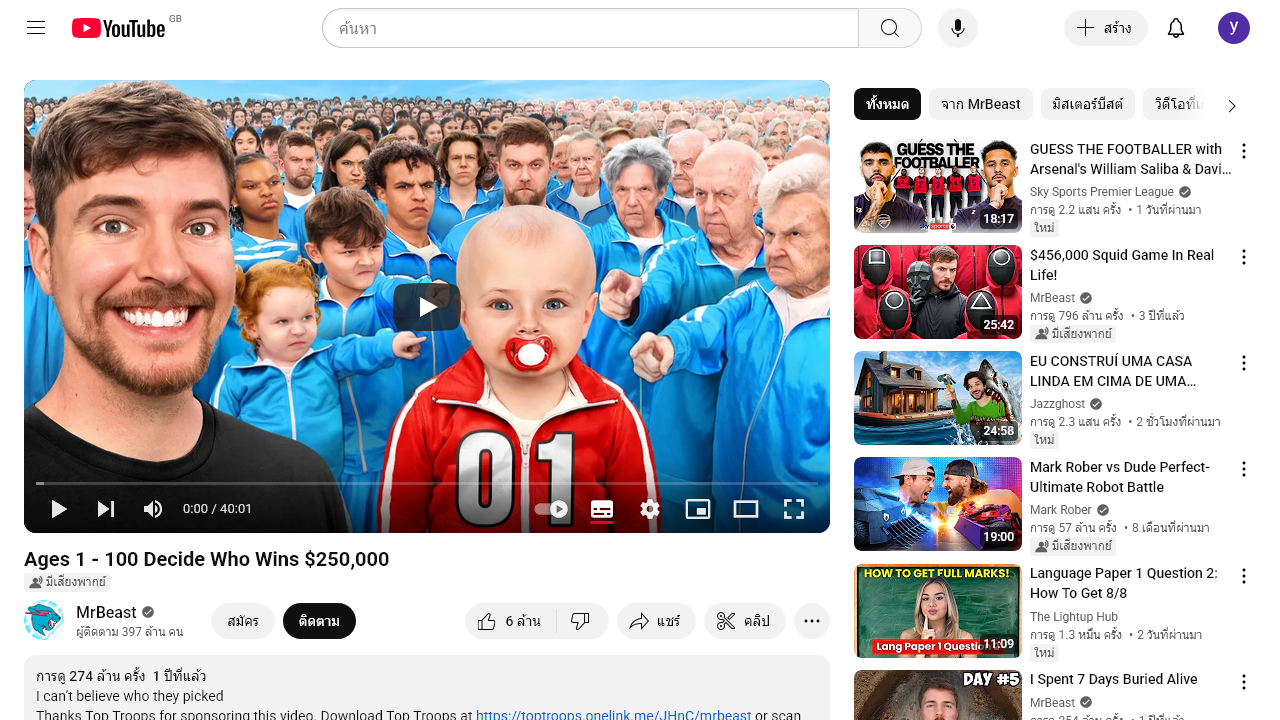 YouTube GB
ค้นหา
สร้าง
y
01
0:00 / 40:01
Ages 1 - 100 Decide Who Wins $250,000
มีเสียงพากย์
MrBeast
ผู้ติดตาม 397 ล้าน คน
สมัคร
ติดตาม
6 ล้าน
แชร์
คลิป
การดู 274 ล้าน ครั้ง 1 ปีที่แล้ว
I can't believe who they picked
Thanks Top Troops for sponsoring this video. Download Top Troops at https://toptroops.onelink.me/JHnC/mrbeast or scan
ทั้งหมด
จาก MrBeast
มิสเตอร์บีสต์
GUESS THE
FOOTBALLER
sky sports
18:17
GUESS THE FOOTBALLER with
Arsenal's William Saliba & Davi...
Sky Sports Premier League
การดู 2.2 แสน ครั้ง • 1 วันที่ผ่านมา
ใหม่
25:42
$456,000 Squid Game In Real
Life!
MrBeast
การดู 796 ล้าน ครั้ง • 3 ปีที่แล้ว
มีเสียงพากย์
24:58
EU CONSTRUÍ UMA CASA
LINDA EM CIMA DE UMA...
Jazzghost
การดู 2.3 แสน ครั้ง • 2 ชั่วโมงที่ผ่านมา
ใหม่
19:00
Mark Rober vs Dude Perfect-
Ultimate Robot Battle
Mark Rober
การดู 57 ล้าน ครั้ง • 8 เดือนที่ผ่านมา
มีเสียงพากย์
HOW TO GET FULL MARKS!
Lang Paper 1 Question
11:09
Language Paper 1 Question 2:
How To Get 8/8
The Lightup Hub
การดู 1.3 หมื่น ครั้ง • 2 วันที่ผ่านมา
ใหม่
DAY #5
I Spent 7 Days Buried Alive
MrBeast